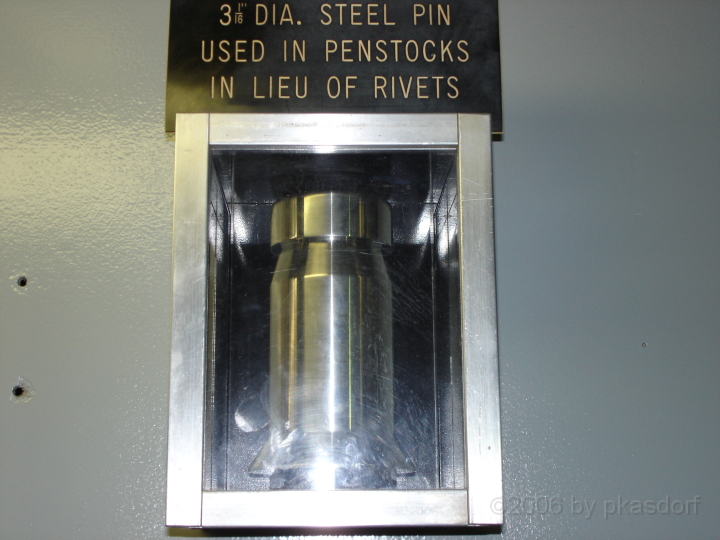 3 1/16" DIA. STEEL PIN
USED IN PENSTOCKS
IN LIEU OF RIVETS
©2006 by pkasdorf